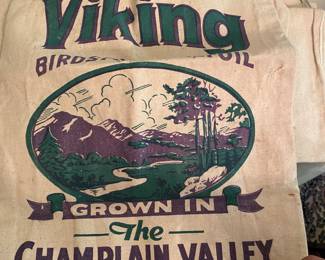 Viking
GROWN IN
The
CHAMPLAIN VALLEY